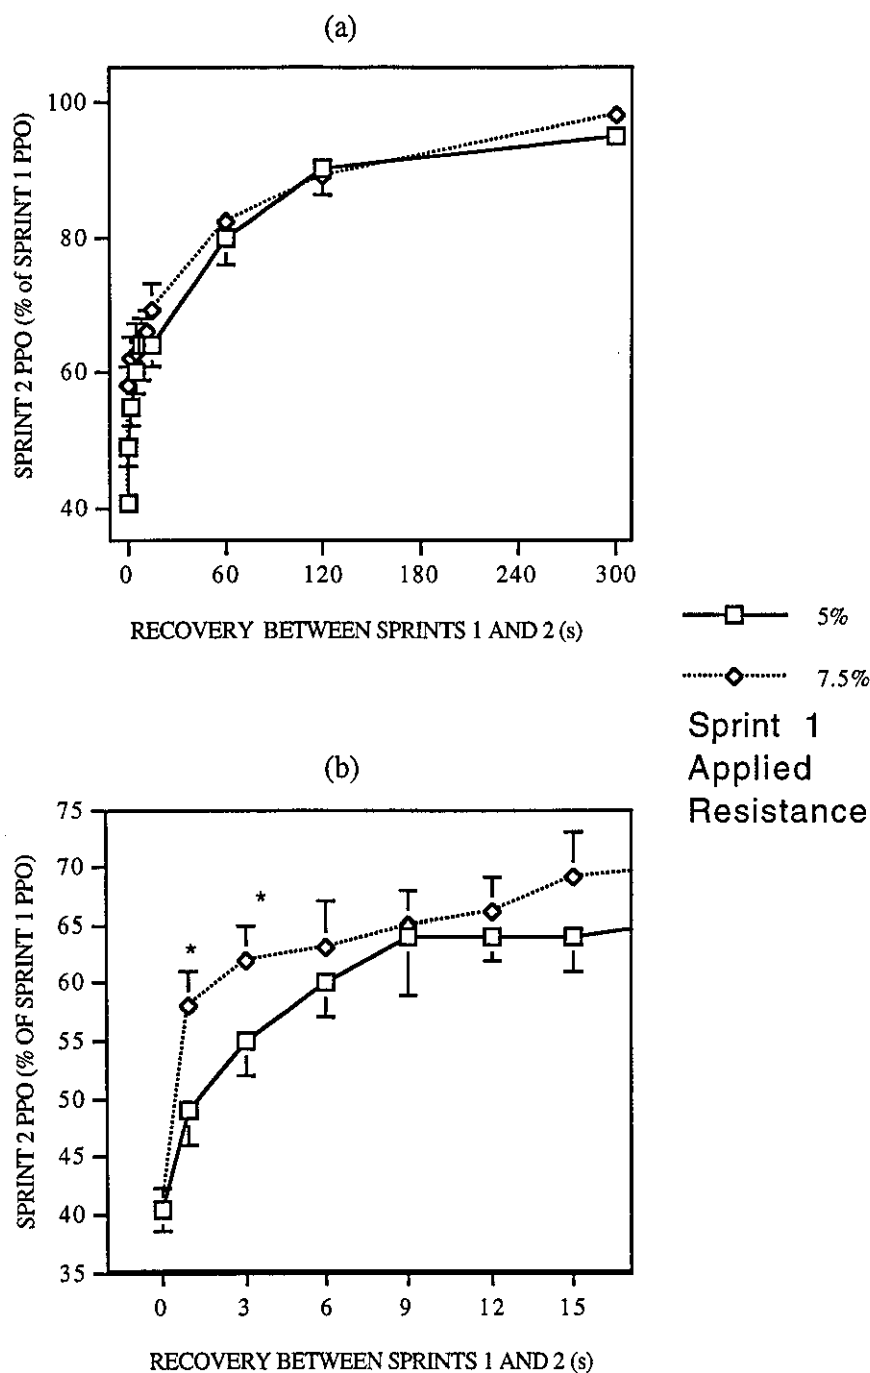 (a)
SPRINT 2 PPO (% of SPRINT 1 PPO)
100
80
60
40
0 60 120 180 240 300
RECOVERY BETWEEN SPRINTS 1 AND 2 (s)
5%
7.5%
Sprint 1
Applied
Resistance
(b)
SPRINT 2 PPO (% OF SPRINT 1 PPO)
75
70
65
60
55
50
45
40
35
*
*
0 3 6 9 12 15
RECOVERY BETWEEN SPRINTS 1 AND 2 (s)